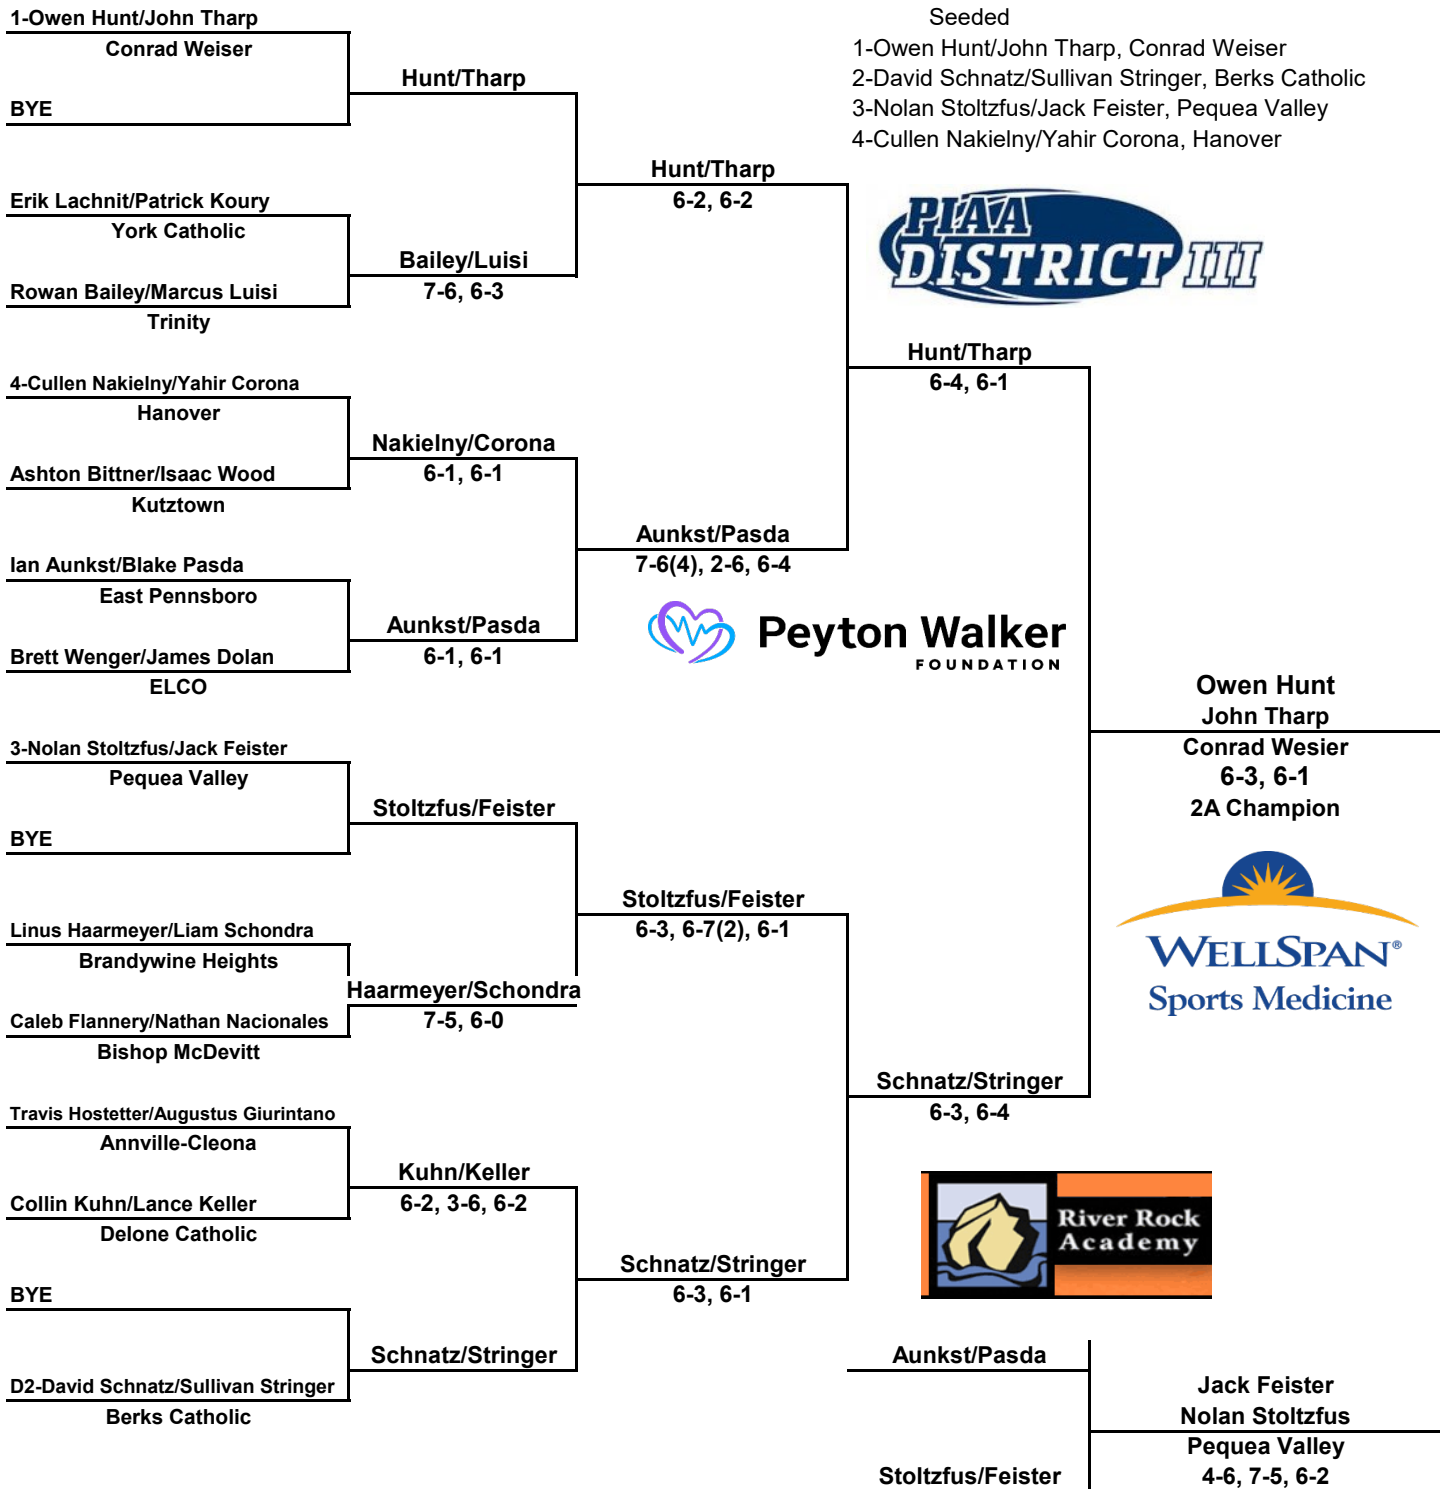 1-Owen Hunt/John Tharp
Conrad Weiser
BYE
Erik Lachnit/Patrick Koury
York Catholic
Rowan Bailey/Marcus Luisi
Trinity
4-Cullen Nakielny/Yahir Corona
Hanover
Ashton Bittner/Isaac Wood
Kutztown
Ian Aunkst/Blake Pasda
East Pennsboro
Brett Wenger/James Dolan
ELCO
3-Nolan Stoltzfus/Jack Feister
Pequea Valley
BYE
Linus Haarmeyer/Liam Schondra
Brandywine Heights
Caleb Flannery/Nathan Nacionales
Bishop McDevitt
Travis Hostetter/Augustus Giurintano
Annville-Cleona
Collin Kuhn/Lance Keller
Delone Catholic
BYE
D2-David Schnatz/Sullivan Stringer
Berks Catholic
Hunt/Tharp
Bailey/Luisi
7-6, 6-3
Nakielny/Corona
6-1, 6-1
Aunkst/Pasda
6-1, 6-1
Stoltzfus/Feister
Haarmeyer/Schondra
7-5, 6-0
Kuhn/Keller
6-2, 3-6, 6-2
Schnatz/Stringer
Hunt/Tharp
6-2, 6-2
Aunkst/Pasda
7-6(4), 2-6, 6-4
Peyton Walker
FOUNDATION
Stoltzfus/Feister
6-3, 6-7(2), 6-1
Schnatz/Stringer
6-3, 6-1
Seeded
1-Owen Hunt/John Tharp, Conrad Weiser
2-David Schnatz/Sullivan Stringer, Berks Catholic
3-Nolan Stoltzfus/Jack Feister, Pequea Valley
4-Cullen Nakielny/Yahir Corona, Hanover
PIAA
DISTRICT III
Hunt/Tharp
6-4, 6-1
Schnatz/Stringer
6-3, 6-4
River Rock
Academy
Aunkst/Pasda
Stoltzfus/Feister
Owen Hunt
John Tharp
Conrad Wesier
6-3, 6-1
2A Champion
WELLSPAN®
Sports Medicine
Jack Feister
Nolan Stoltzfus
Pequea Valley
4-6, 7-5, 6-2